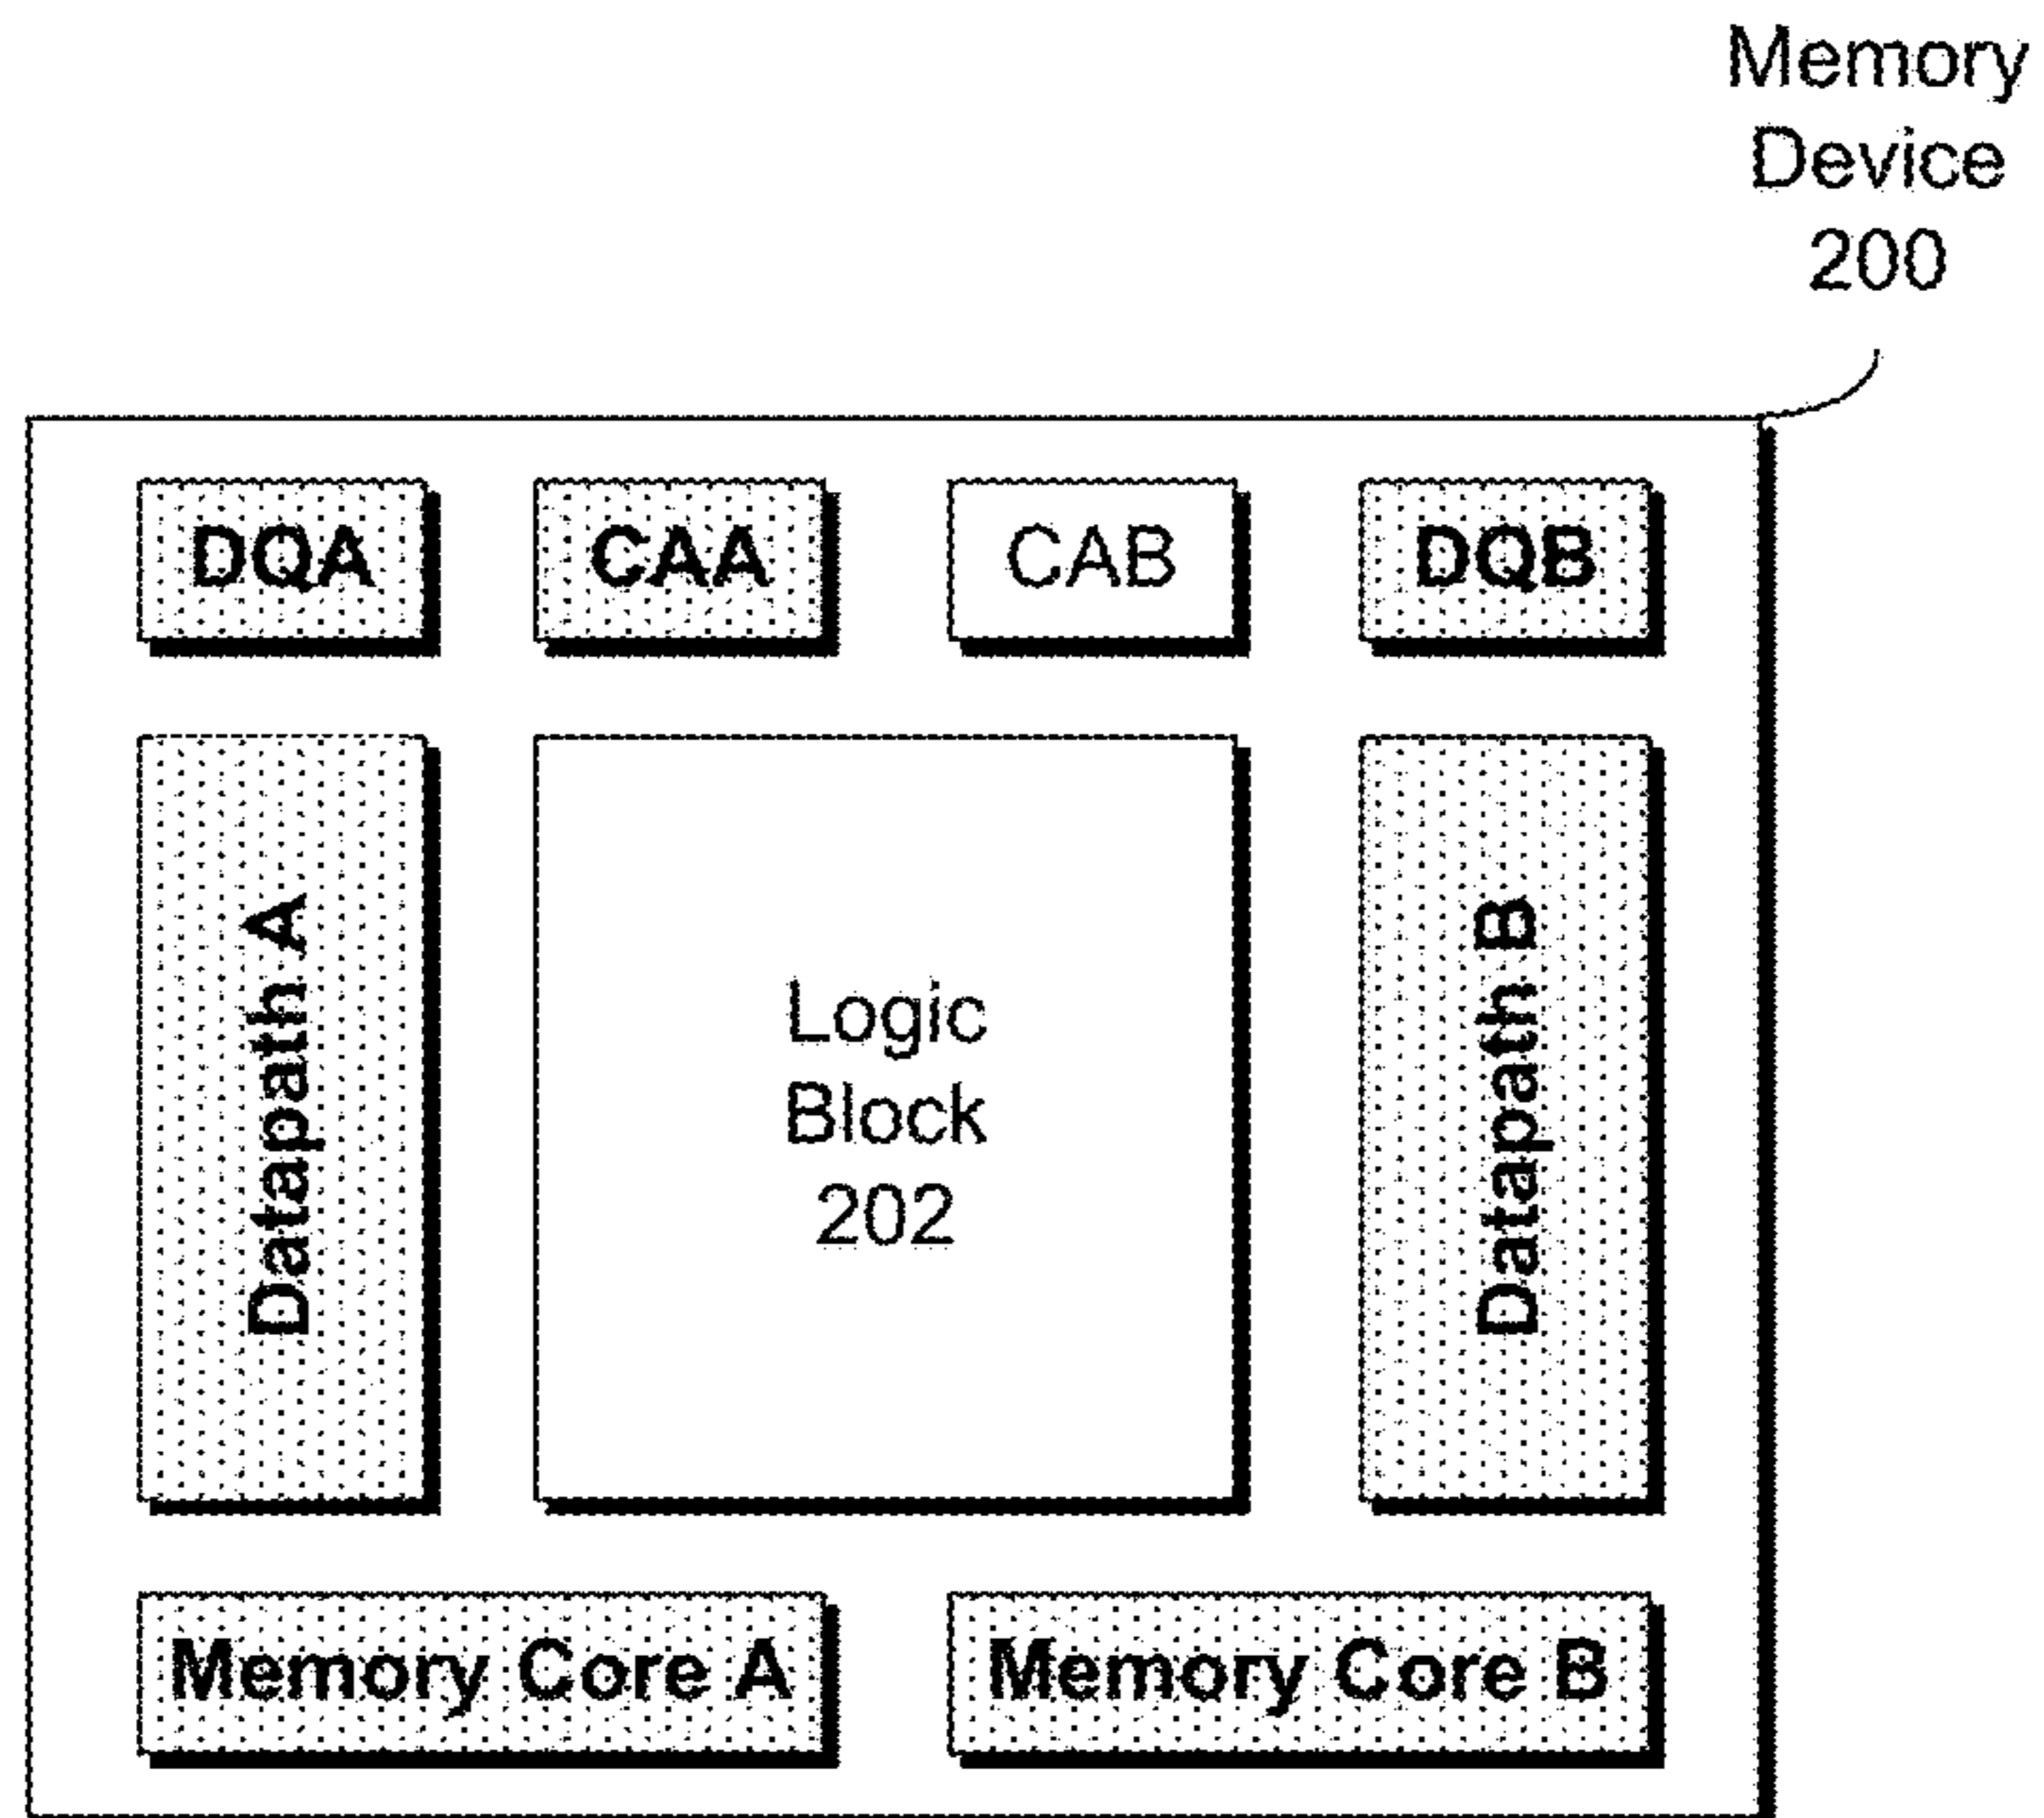 Memory
Device
200
DQA
CAA
CAB
DQB
Datapath A
Logic
Block
202
Datapath B
Memory Core A
Memory Core B